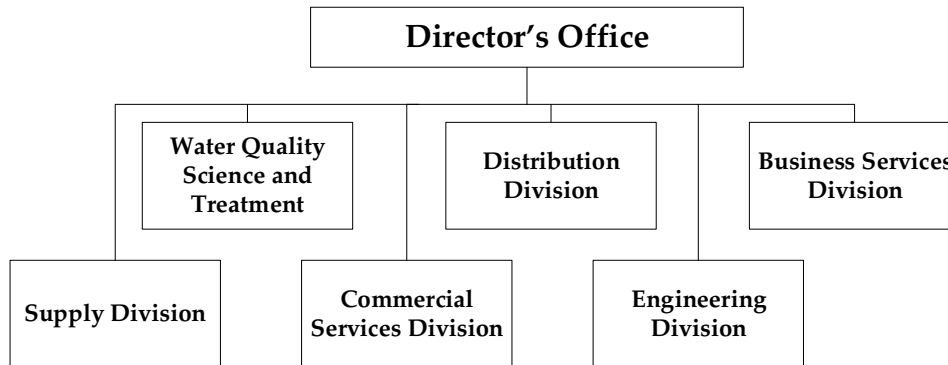 Director’s Office
Water Quality
Science and
Treatment
Distribution
Division
Business Services
Division
Supply Division
Commercial
Services Division
Engineering
Division